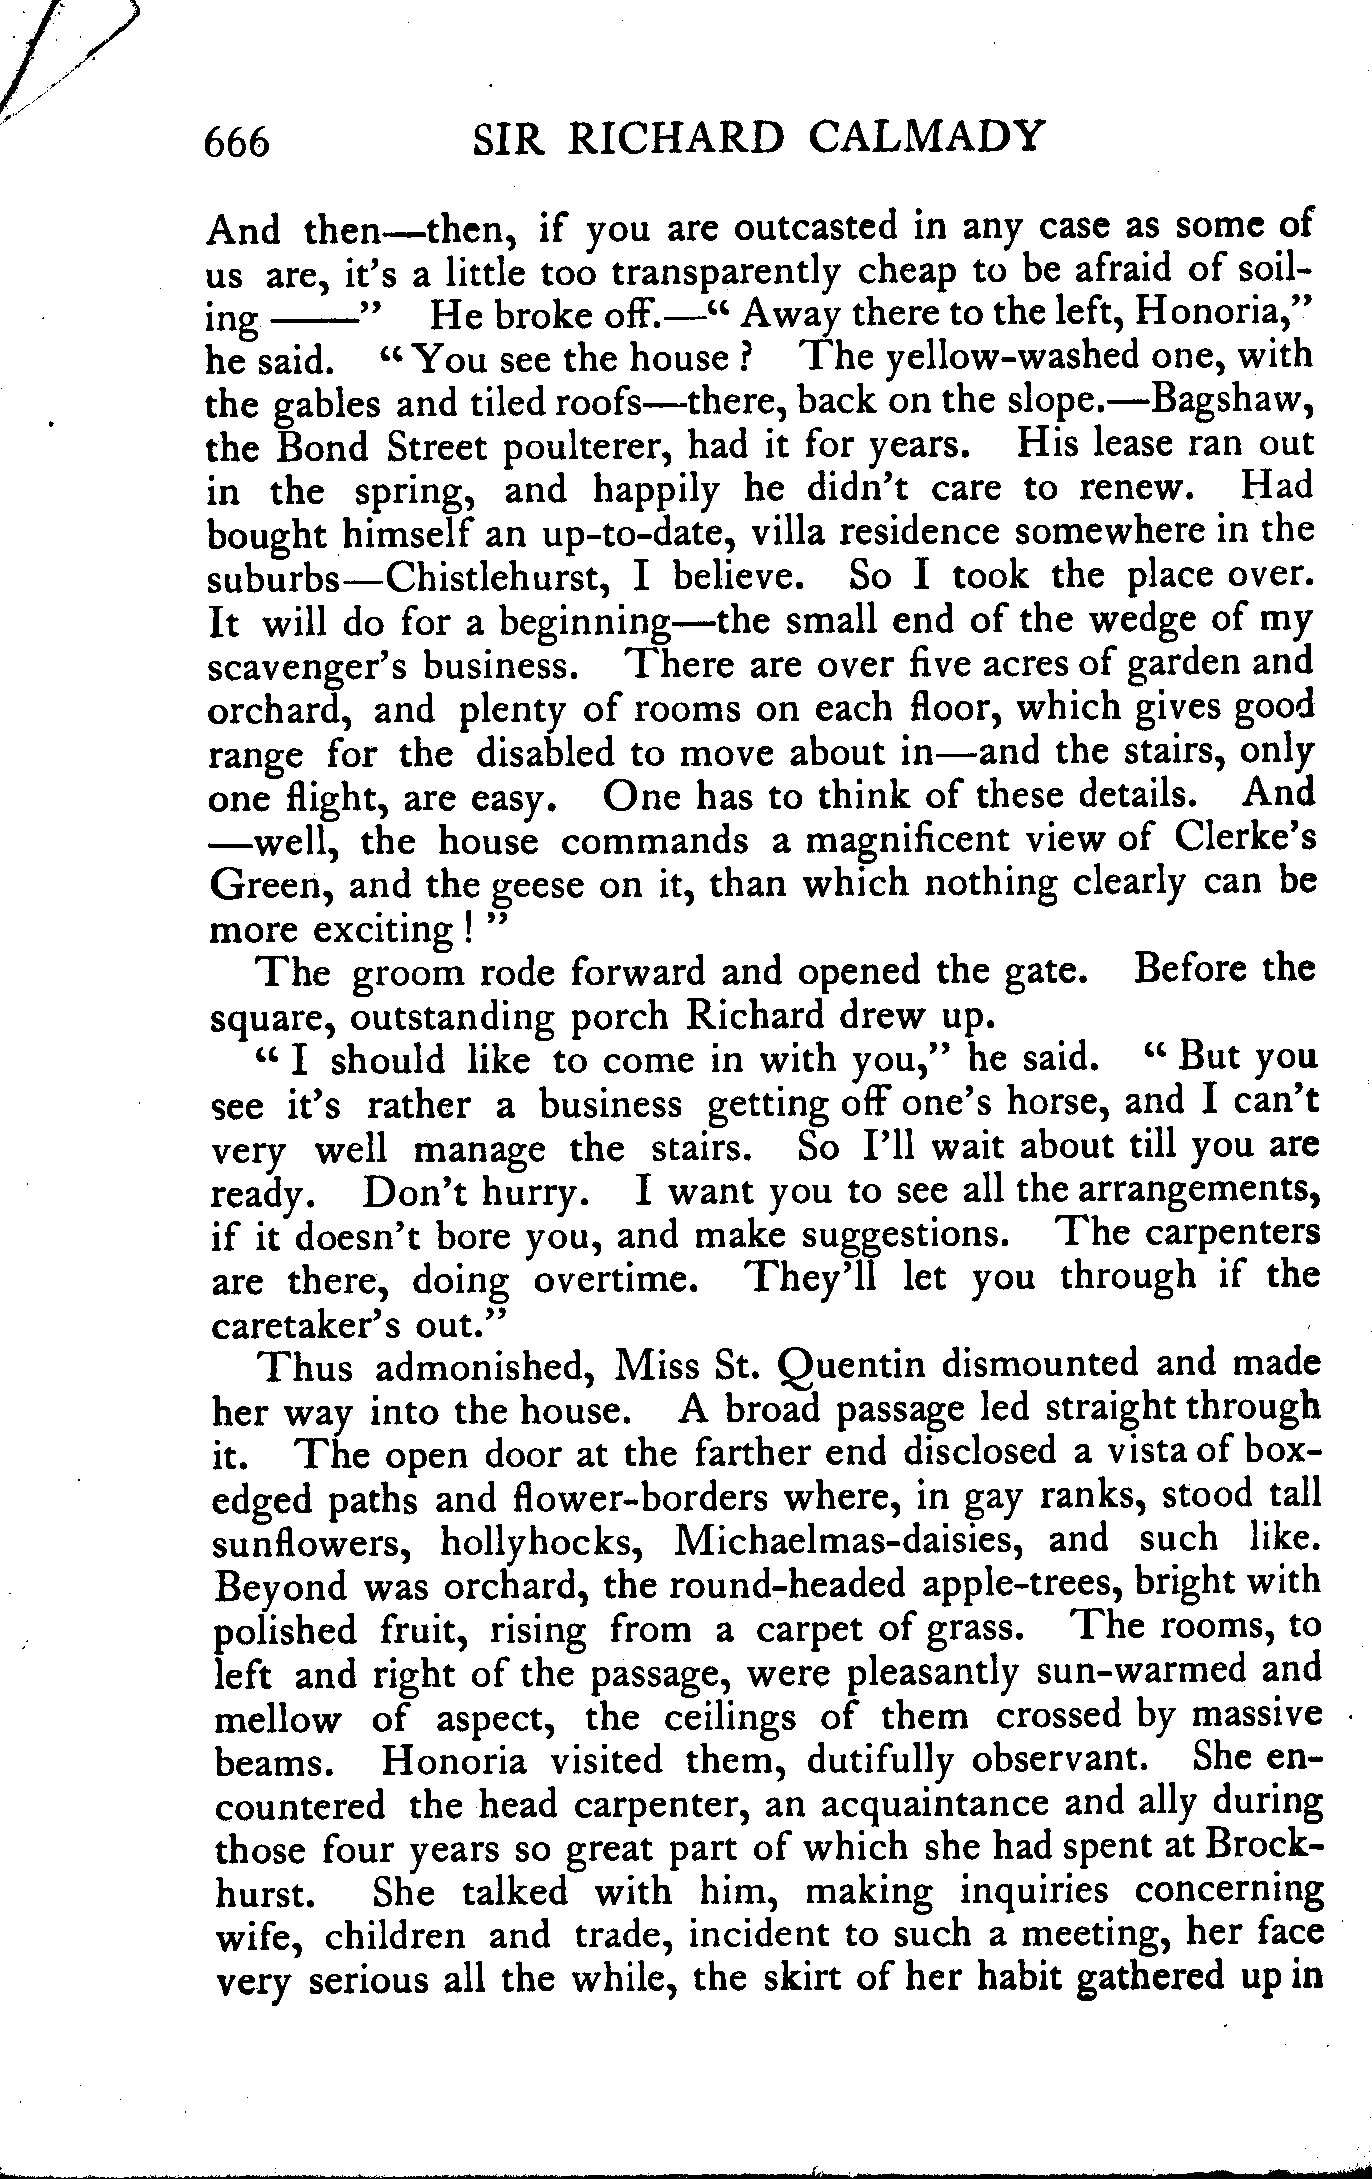 666 SIR RICHARD CALMADY
And then—then, if you are outcasted in any case as some of
us are, it's a little too transparently cheap to be afraid of soil-
ing ——" He broke off.—" Away there to the left, Honoria,"
he said. "You see the house? The yellow-washed one, with
the gables and tiled roofs—there, back on the slope.—Bagshaw,
the Bond Street poulterer, had it for years. His lease ran out
in the spring, and happily he didn't care to renew. Had
bought himself an up-to-date, villa residence somewhere in the
suburbs—Chistlehurst, I believe. So I took the place over.
It will do for a beginning—the small end of the wedge of my
scavenger's business. There are over five acres of garden and
orchard, and plenty of rooms on each floor, which gives good
range for the disabled to move about in—and the stairs, only
one flight, are easy. One has to think of these details. And
—well, the house commands a magnificent view of Clerke's
Green, and the geese on it, than which nothing clearly can be
more exciting! "
The groom rode forward and opened the gate. Before the
square, outstanding porch Richard drew up.
" I should like to come in with you," he said. " But you
see it's rather a business getting off one's horse, and I can't
very well manage the stairs. So I'll wait about till you are
ready. Don't hurry. I want you to see all the arrangements,
if it doesn't bore you, and make suggestions. The carpenters
are there, doing overtime. They'll let you through if the
caretaker's out."
Thus admonished, Miss St. Quentin dismounted and made
her way into the house. A broad passage led straight through
it. The open door at the farther end disclosed a vista of box-
edged paths and flower-borders where, in gay ranks, stood tall
sunflowers, hollyhocks, Michaelmas-daisies, and such like.
Beyond was orchard, the round-headed apple-trees, bright with
polished fruit, rising from a carpet of grass. The rooms, to
left and right of the passage, were pleasantly sun-warmed and
mellow of aspect, the ceilings of them crossed by massive
beams. Honoria visited them, dutifully observant. She en-
countered the head carpenter, an acquaintance and ally during
those four years so great part of which she had spent at Brock-
hurst. She talked with him, making inquiries concerning
wife, children and trade, incident to such a meeting, her face
very serious all the while, the skirt of her habit gathered up in